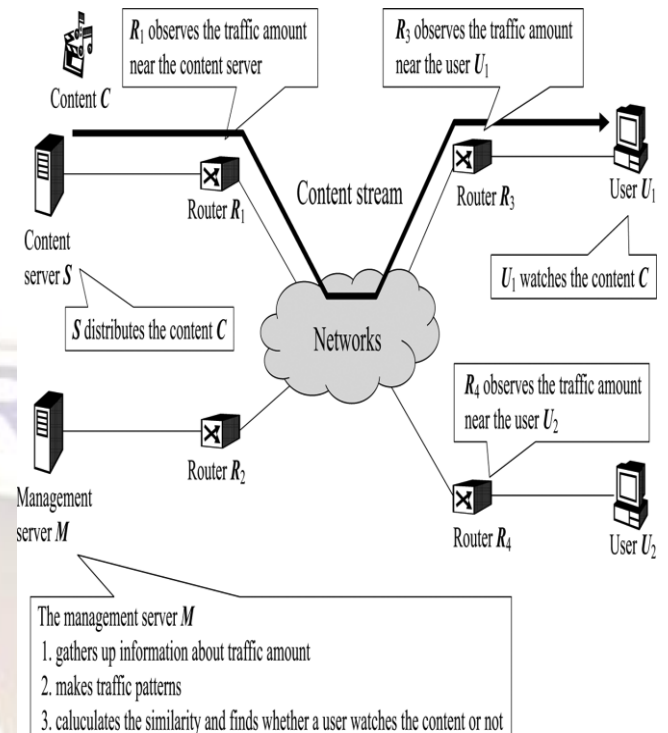 R1 observes the traffic amount
near the content server
R3 observes the traffic amount
near the user U1
Content C
Router R1
Content stream
Router R3
User U1
Content
server S
U1 watches the content C
S distributes the content C
Networks
R4 observes the traffic amount
near the user U2
Router R2
Management
server M
Router R4
User U2
The management server M
1. gathers up information about traffic amount
2. makes traffic patterns
3. caluculates the similarity and finds whether a user watches the content or not